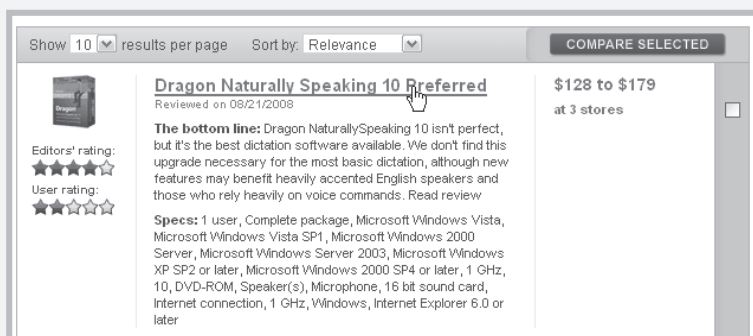 Show 10 results per page Sort by: Relevance COMPARE SELECTED
Dragon Naturally Speaking 10 Preferred
Reviewed on 08/21/2008
The bottom line: Dragon NaturallySpeaking 10 isn't perfect,
but it's the best dictation software available. We don't find this
upgrade necessary for the most basic dictation, although new
features may benefit heavily accented English speakers and
those who rely heavily on voice commands. Read review
Specs: 1 user, Complete package, Microsoft Windows Vista,
Microsoft Windows Vista SP1, Microsoft Windows 2000
Server, Microsoft Windows Server 2003, Microsoft Windows
XP SP2 or later, Microsoft Windows 2000 SP4 or later, 1 GHz,
10, DVD-ROM, Speaker(s), Microphone, 16 bit sound card,
Internet connection, 1 GHz, Windows, Internet Explorer 6.0 or
later
Dragon
Editors' rating:
User rating:
$128 to $179
at 3 stores